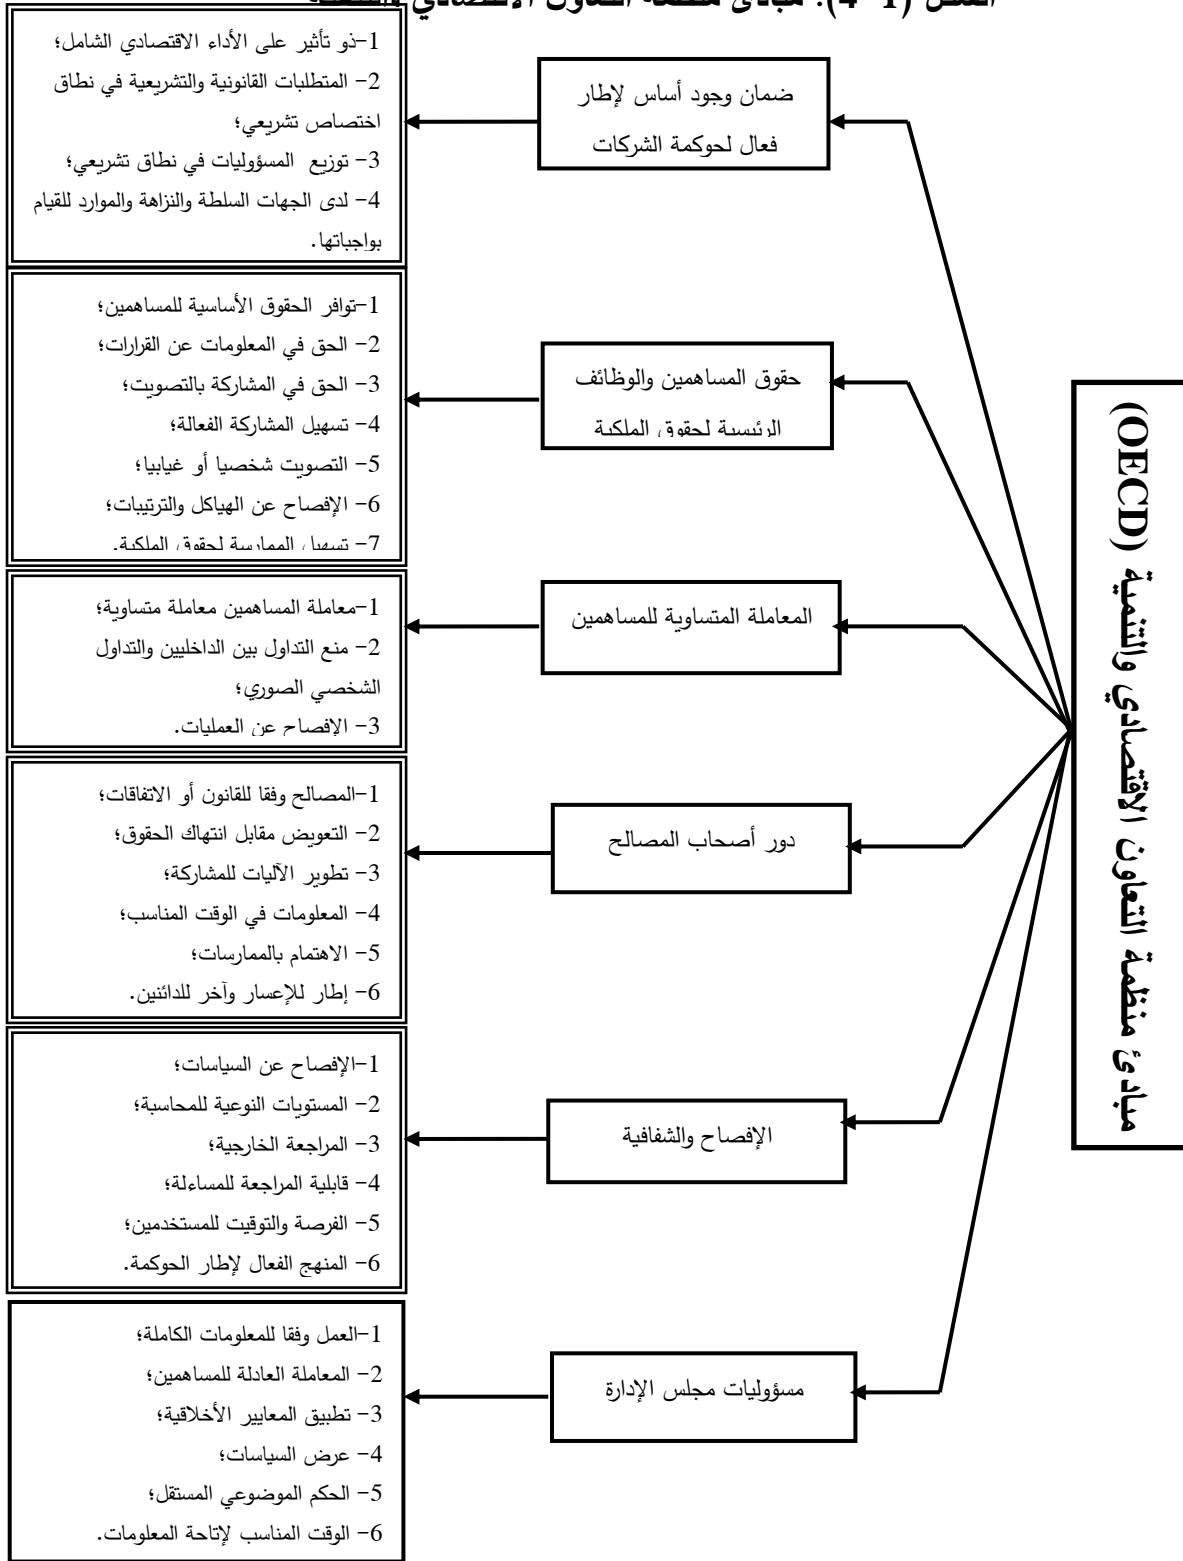 الشكل (1-4): مبادئ منظمة التعاون الاقتصادي والتنمية
مبادئ منظمة التعاون الاقتصادي والتنمية (OECD)
ضمان وجود أساس لإطار
فعال لحوكمة الشركات
1-ذو تأثير على الأداء الاقتصادي الشامل؛
2- المتطلبات القانونية والتشريعية في نطاق
اختصاص تشريعي؛
3- توزيع المسؤوليات في نطاق تشريعي؛
4- لدى الجهات السلطة والنزاهة والموارد للقيام
بواجباتها.
حقوق المساهمين والوظائف
الرئيسية لحقوق الملكية
1-توافر الحقوق الأساسية للمساهمين؛
2- الحق في المعلومات عن القرارات؛
3- الحق في المشاركة بالتصويت؛
4- تسهيل المشاركة الفعالة؛
5- التصويت شخصيا أو غيابيا؛
6- الإفصاح عن الهياكل والترتيبات؛
7- تسهيل الممارسة لحقوق الملكية.
المعاملة المتساوية للمساهمين
1-معاملة المساهمين معاملة متساوية؛
2- منع التداول بين الداخليين والتداول
الشخصي الصوري؛
3- الإفصاح عن العمليات.
دور أصحاب المصالح
1-المصالح وفقا للقانون أو الاتفاقات؛
2- التعويض مقابل انتهاك الحقوق؛
3- تطوير الآليات للمشاركة؛
4- المعلومات في الوقت المناسب؛
5- الاهتمام بالممارسات؛
6- إطار للإعسار وآخر للدائنين.
الإفصاح والشفافية
1-الإفصاح عن السياسات؛
2- المستويات النوعية للمحاسبة؛
3- المراجعة الخارجية؛
4- قابلية المراجعة للمساءلة؛
5- الفرصة والتوقيت للمستخدمين؛
6- المنهج الفعال لإطار الحوكمة.
مسؤوليات مجلس الإدارة
1-العمل وفقا للمعلومات الكاملة؛
2- المعاملة العادلة للمساهمين؛
3- تطبيق المعايير الأخلاقية؛
4- عرض السياسات؛
5- الحكم الموضوعي المستقل؛
6- الوقت المناسب لإتاحة المعلومات.